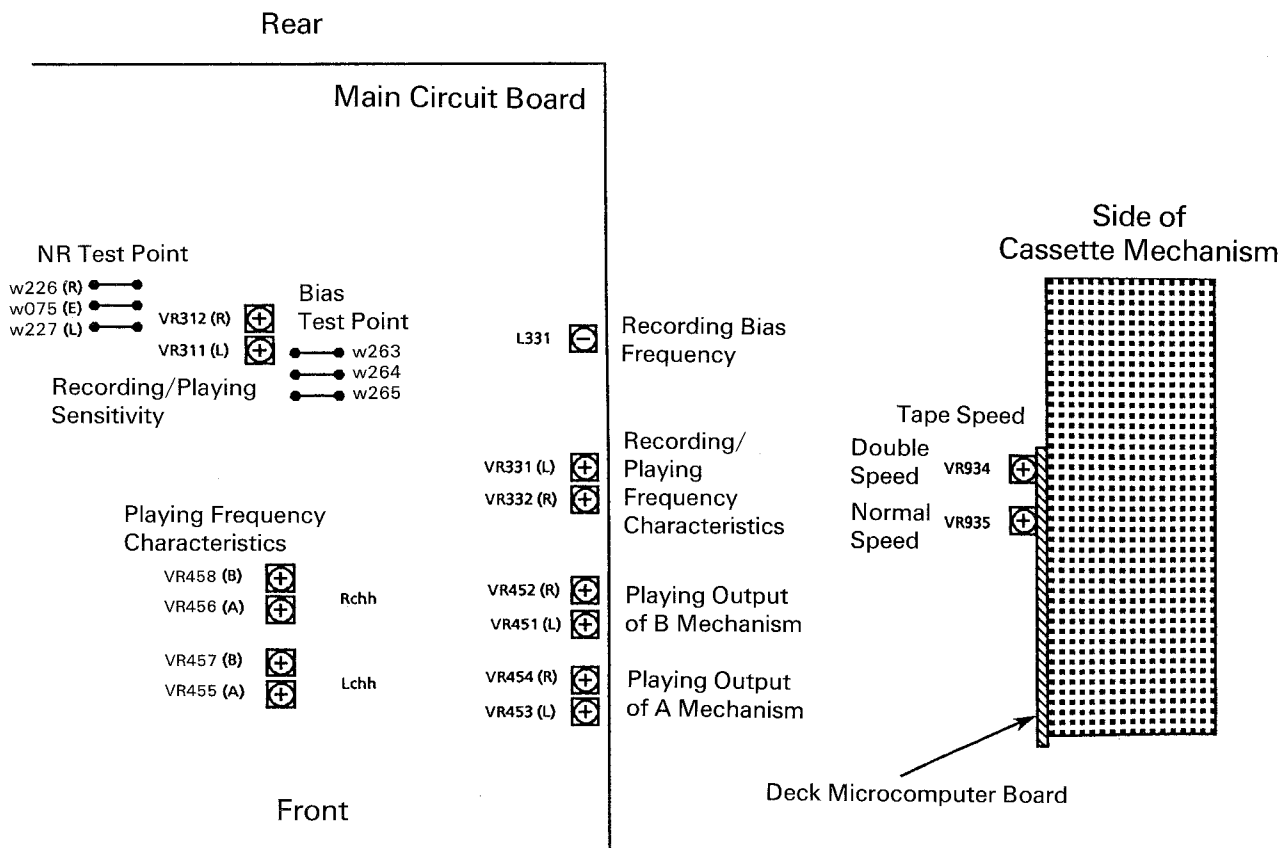 Rear
Main Circuit Board
NR Test Point
w226 (R)
w075 (E)
w227 (L)
VR312 (R)
VR311 (L)
Recording/Playing
Sensitivity
Bias
Test Point
w263
w264
w265
L331
Recording Bias
Frequency
VR331 (L)
VR332 (R)
Recording/
Playing
Frequency
Characteristics
Playing Frequency
Characteristics
VR458 (B)
VR456 (A)
Rchh
VR457 (B)
VR455 (A)
Lchh
VR452 (R)
VR451 (L)
Playing Output
of B Mechanism
VR454 (R)
VR453 (L)
Playing Output
of A Mechanism
Front
Side of
Cassette Mechanism
Tape Speed
Double
Speed
VR934
Normal
Speed
VR935
Deck Microcomputer Board